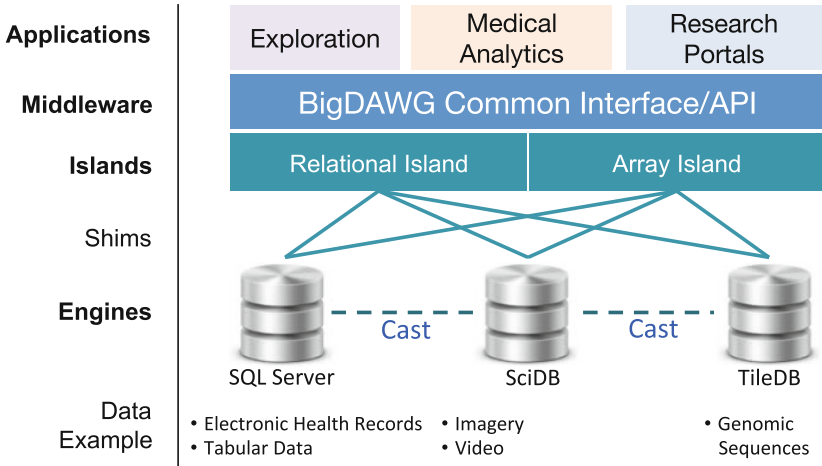 Applications
Exploration
Medical
Analytics
Research
Portals
Middleware
BigDAWG Common Interface/API
Islands
Relational Island
Array Island
Shims
Engines
Cast
Cast
SQL Server
SciDB
TileDB
Data
Example
• Electronic Health Records
• Tabular Data
• Imagery
• Video
• Genomic
Sequences